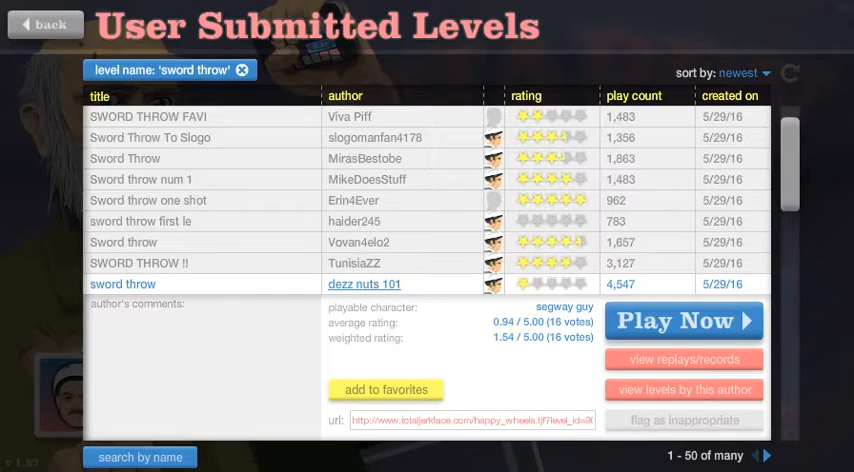 back
User Submitted Levels
level name: 'sword throw'
sort by: newest
title author rating play count created on
SWORD THROW FAVI Viva Piff 1,483 5/29/16
Sword Throw To Slogo slogomanfan4178 1,356 5/29/16
Sword Throw MirasBestobe 1,863 5/29/16
Sword throw num 1 MikeDoesStuff 1,483 5/29/16
Sword throw one shot Erin4Ever 962 5/29/16
sword throw first le haider245 783 5/29/16
Sword throw Vovan4elo2 1,657 5/29/16
SWORD THROW !! TunisiaZZ 3,127 5/29/16
sword throw dezz nuts 101 4,547 5/29/16
author's comments:
playable character: segway guy
average rating: 0.94 / 5.00 (16 votes)
weighted rating: 1.54 / 5.00 (16 votes)
Play Now
view replays/records
add to favorites
view levels by this author
url: http://www.totaljerkface.com/happy_wheels.tjf?level_id=9
flag as inappropriate
search by name
1 - 50 of many